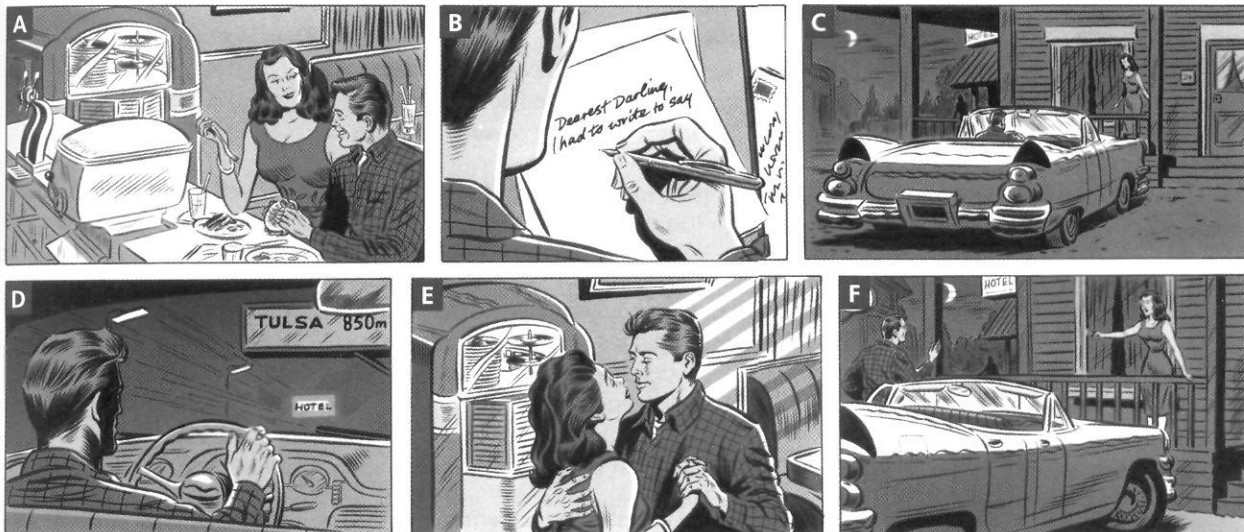 A
B
Dearest Darling,
I had to write to say
C
HOTEL
D
TULSA 850m
HOTEL
E
F
HOTEL